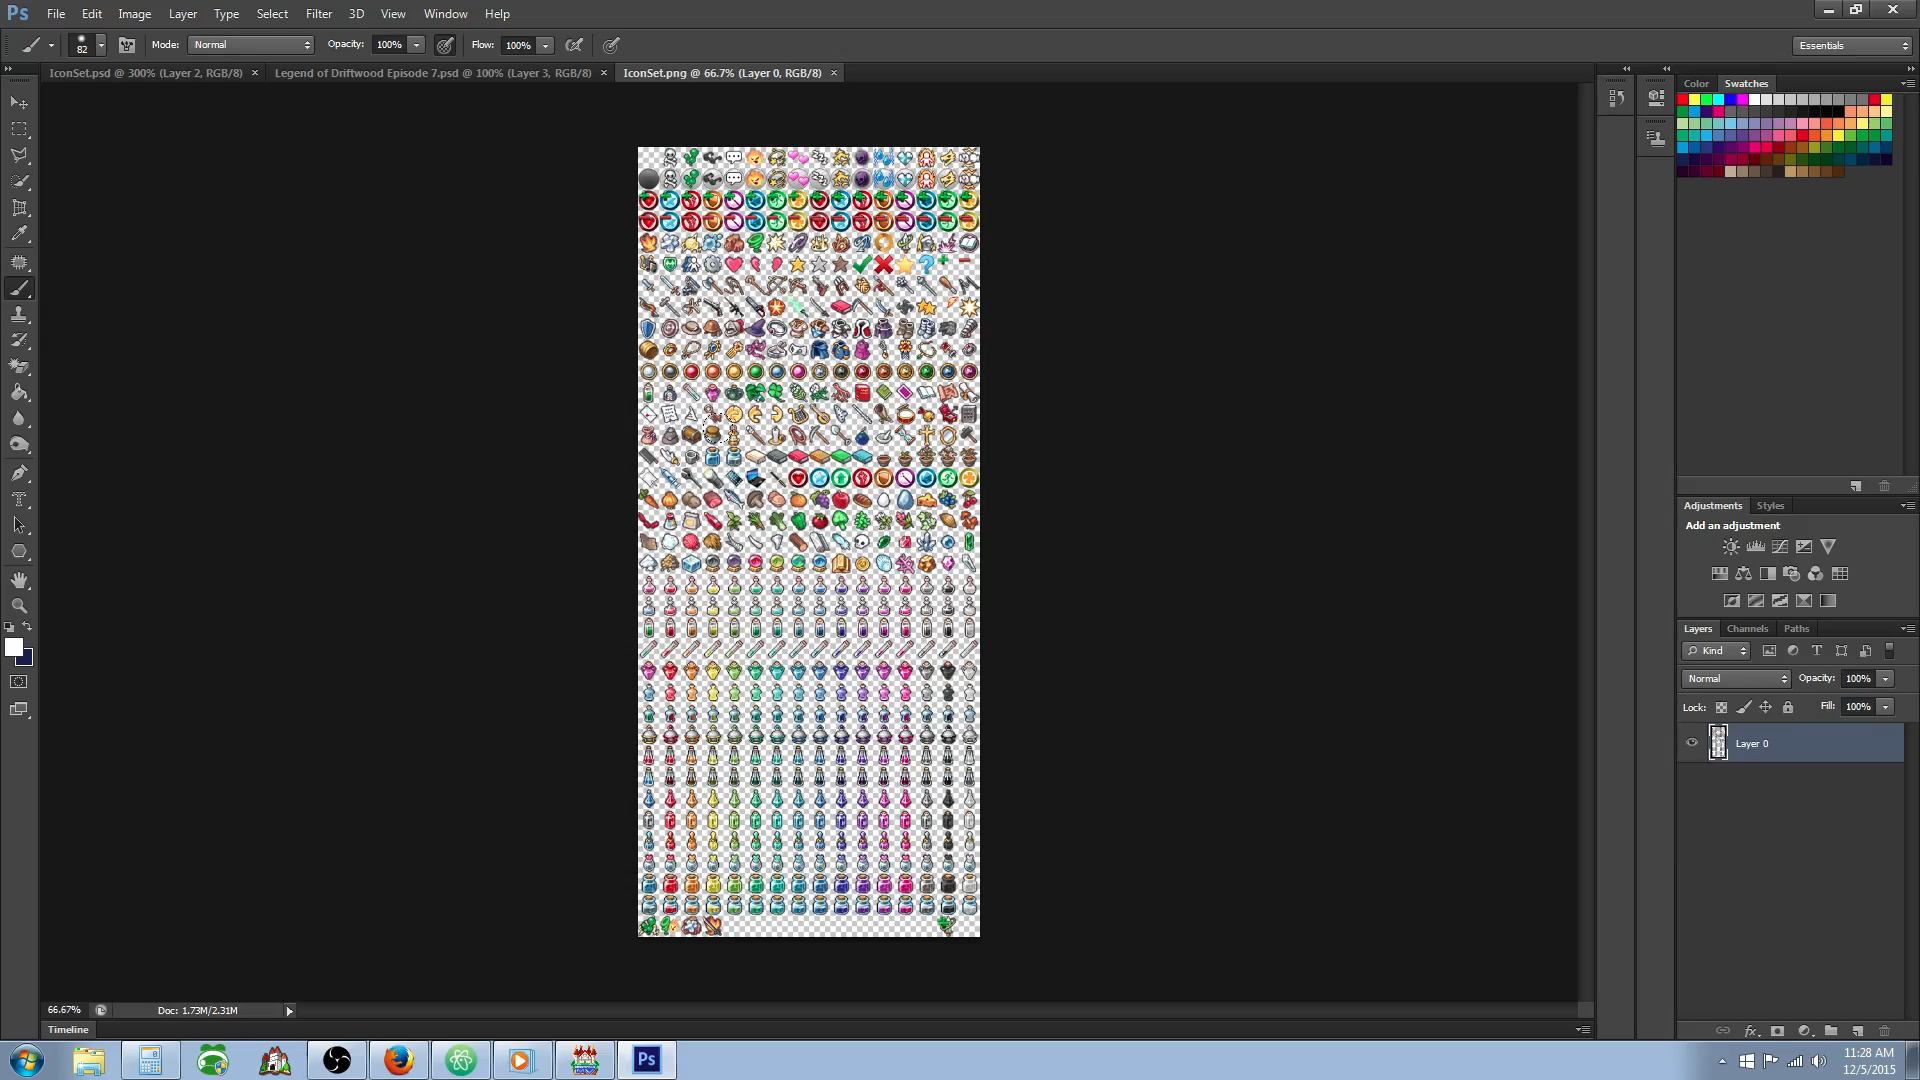 Ps File Edit Image Layer Type Select Filter 3D View Window Help
82 Mode: Normal Opacity: 100% Flow: 100% Essentials
IconSet.psd @ 300% (Layer 2, RGB/8) × Legend of Driftwood Episode 7.psd @ 100% (Layer 3, RGB/8) × IconSet.png @ 66.7% (Layer 0, RGB/8) ×
Color Swatches
Adjustments Styles
Add an adjustment
Layers Channels Paths
Kind
Normal Opacity: 100%
Lock: Fill: 100%
Layer 0
66.67% Doc: 1.73M/2.31M
Timeline
Ps
11:28 AM
12/5/2015